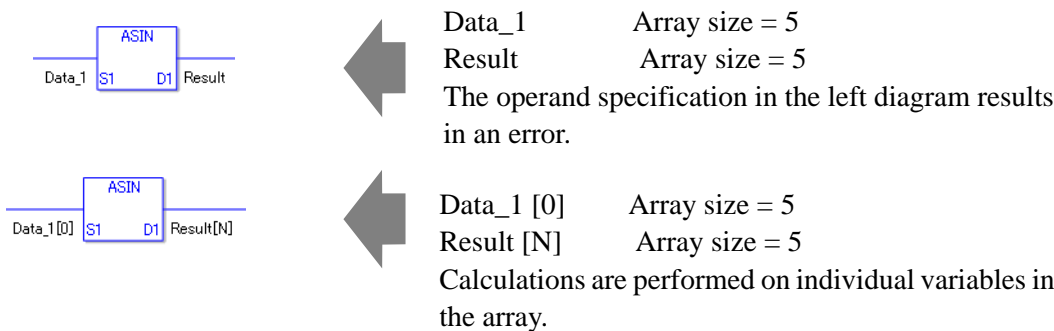 ASIN
Data_1 S1 D1 Result
Data_1 Array size = 5
Result Array size = 5
The operand specification in the left diagram results
in an error.
ASIN
Data_1[0] S1 D1 Result[N]
Data_1 [0] Array size = 5
Result [N] Array size = 5
Calculations are performed on individual variables in
the array.